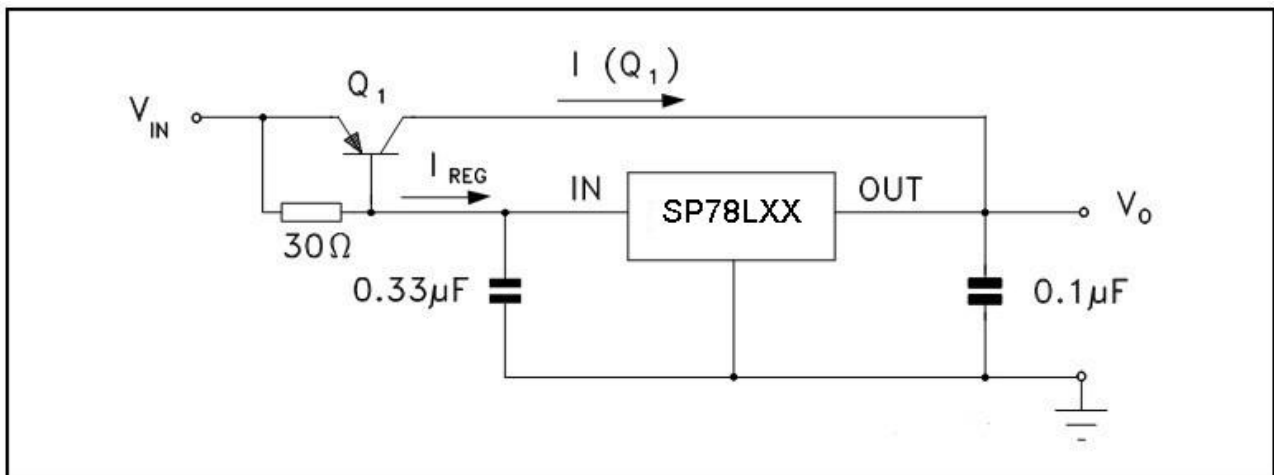 I (Q1)
Q1
VIN
IREG
IN
SP78LXX
OUT
VO
30Ω
0.33µF
0.1µF